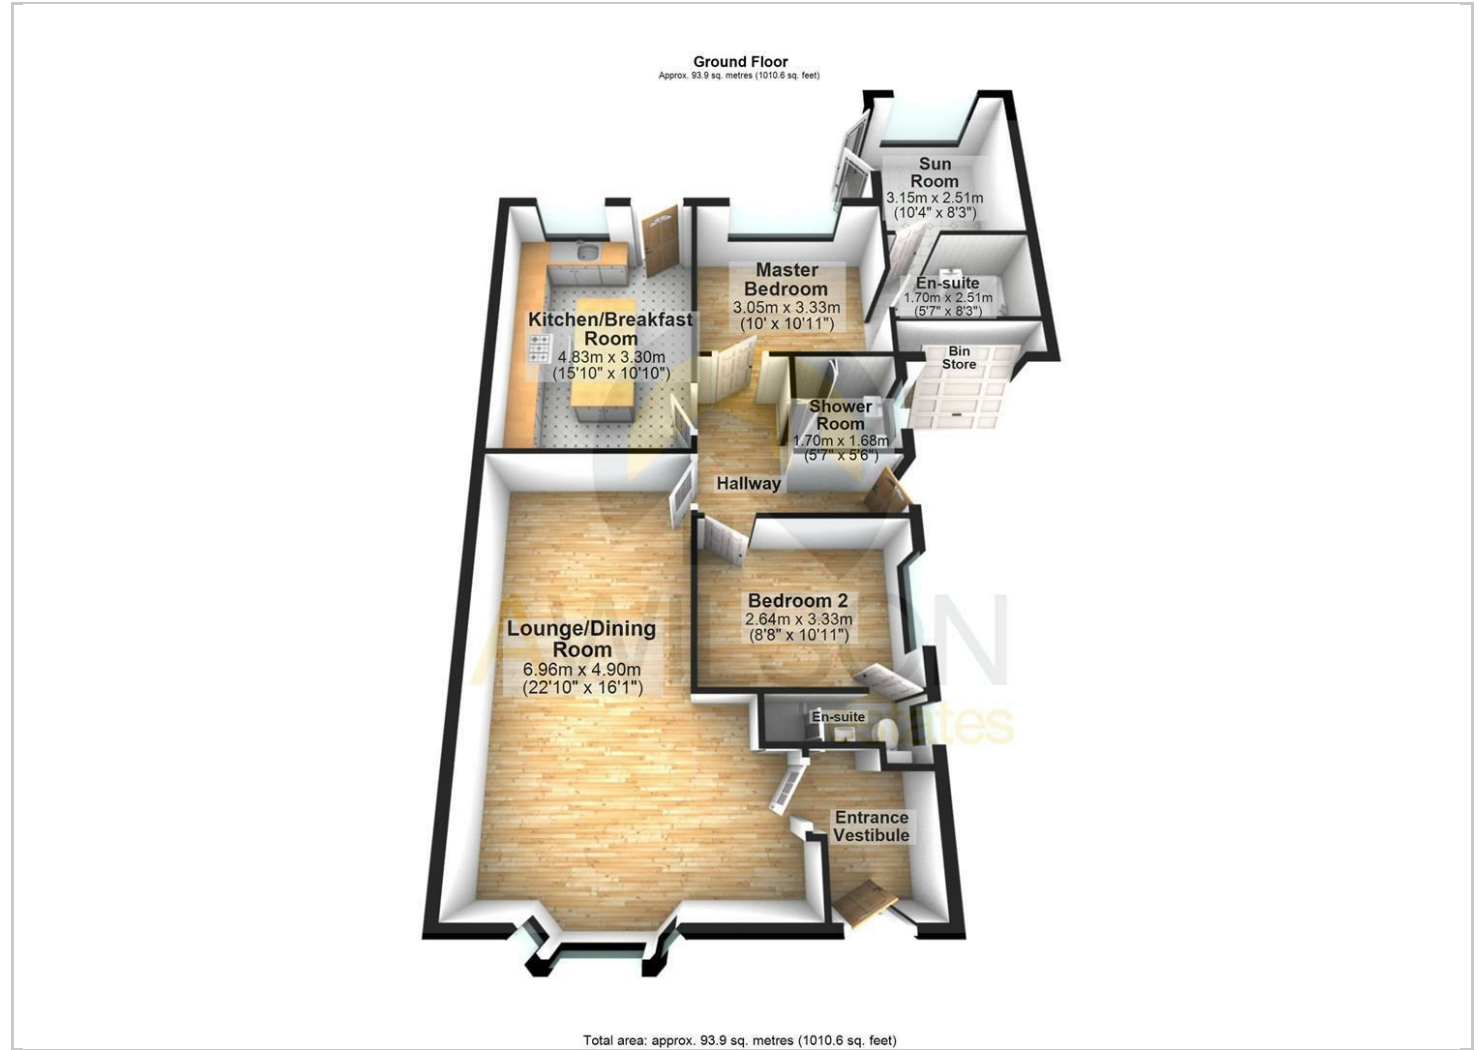 Ground Floor
Approx. 93.9 sq. metres (1010.6 sq. feet)
Sun
Room
3.15m x 2.51m
(10'4" x 8'3")
Master
Bedroom
3.05m x 3.33m
(10' x 10'11")
En-suite
1.70m x 2.51m
(5'7" x 8'3")
Kitchen/Breakfast
Room
4.83m x 3.30m
(15'10" x 10'10")
Bin
Store
Shower
Room
1.70m x 1.68m
(5'7" x 5'6")
Hallway
Bedroom 2
2.64m x 3.33m
(8'8" x 10'11")
Lounge/Dining
Room
6.96m x 4.90m
(22'10" x 16'1")
En-suite
Entrance
Vestibule
Total area: approx. 93.9 sq. metres (1010.6 sq. feet)